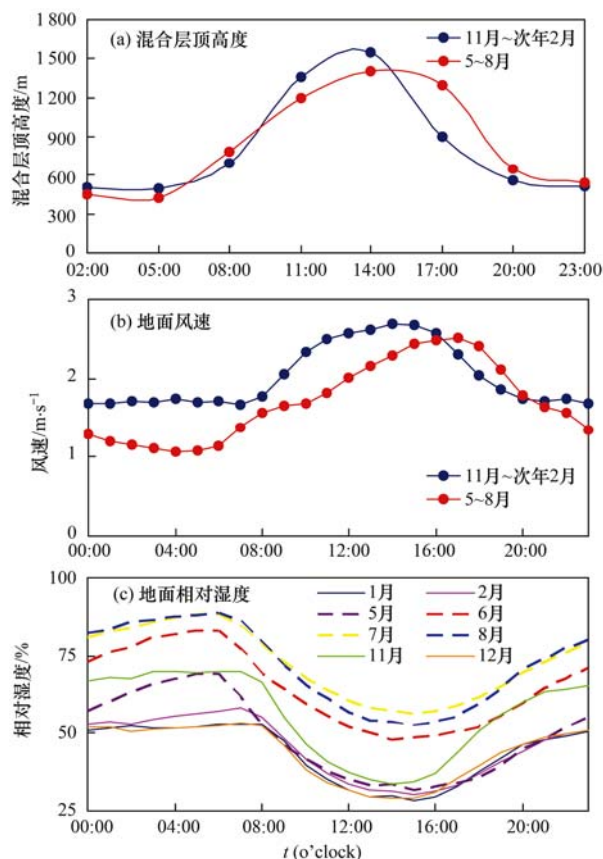 (a) 混合层顶高度
11月~次年2月
5~8月
混合层顶高度/m
1 800
1500
1200
900
600
300
0
02:00 05:00 08:00 11:00 14:00 17:00 20:00 23:00
(b) 地面风速
风速/m·s⁻¹
3
2
1
0
11月~次年2月
5~8月
00:00 04:00 08:00 12:00 16:00 20:00
(c) 地面相对湿度
相对湿度/%
100
75
50
25
1月 2月
5月 6月
7月 8月
11月 12月
00:00 04:00 08:00 12:00 16:00 20:00
t (o'clock)